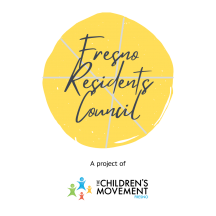 Fresno
Residents
Council
A project of
THE CHILDREN'S
MOVEMENT
FRESNO